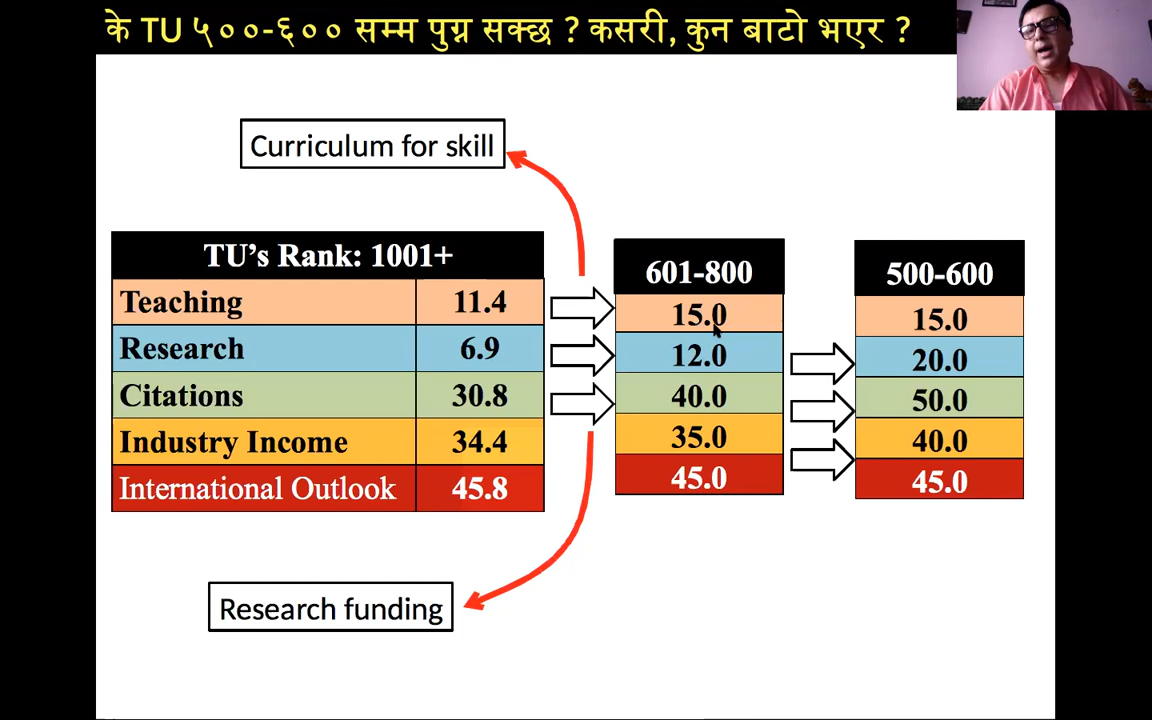 के TU ५००-६०० सम्म पुग्न सक्छ ? कसरी, कुन बाटो भएर ?
Curriculum for skill
TU’s Rank: 1001+
Teaching 11.4
Research 6.9
Citations 30.8
Industry Income 34.4
International Outlook 45.8
601-800
15.0
12.0
40.0
35.0
45.0
500-600
15.0
20.0
50.0
40.0
45.0
Research funding